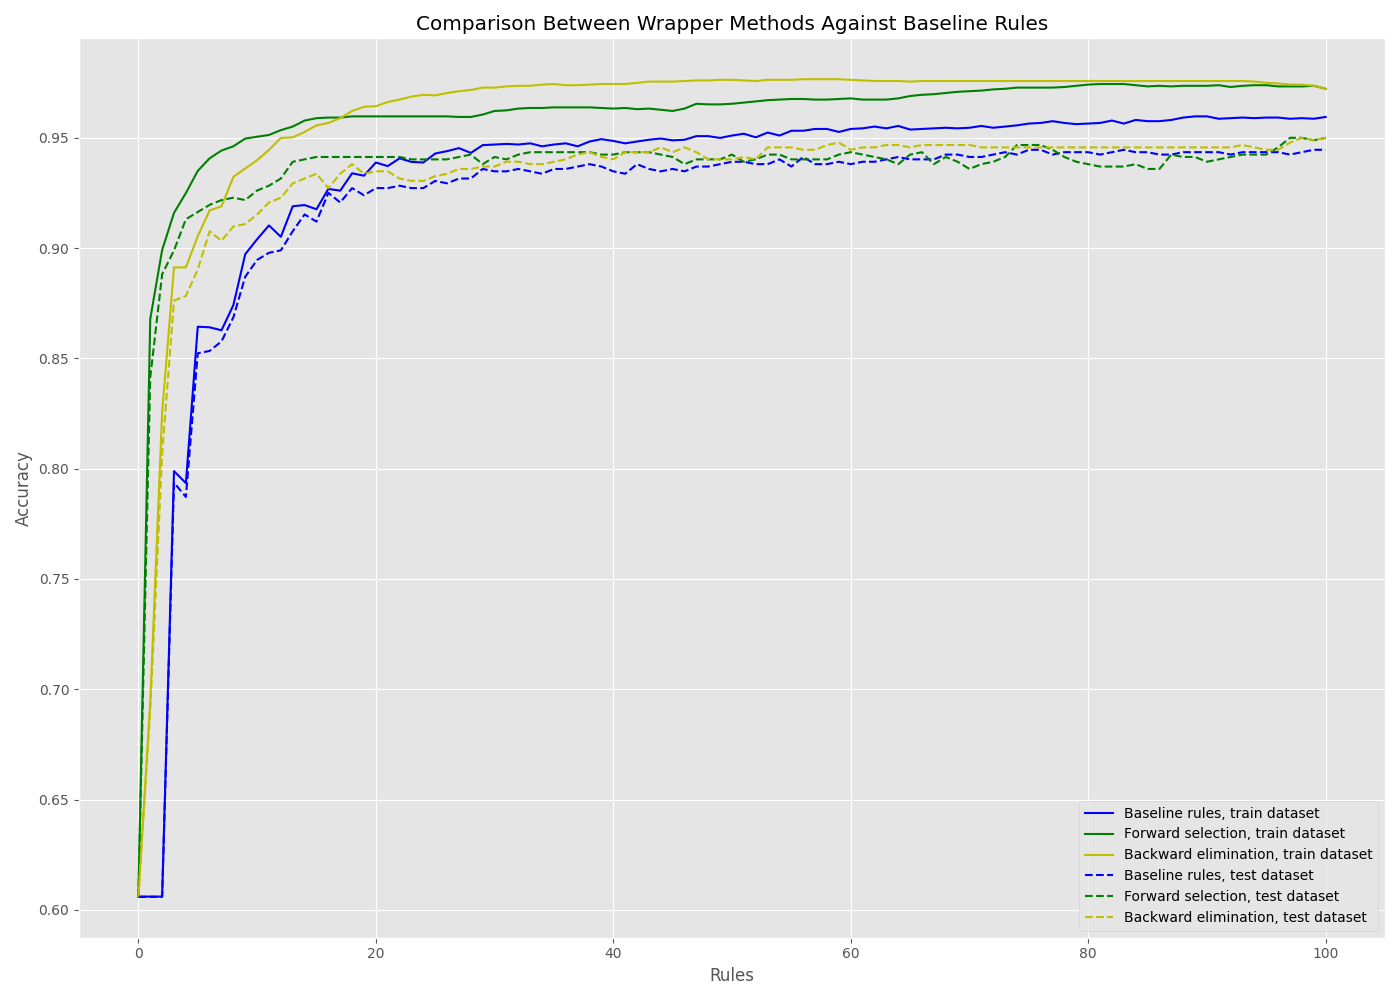 Comparison Between Wrapper Methods Against Baseline Rules
Accuracy
0.95
0.90
0.85
0.80
0.75
0.70
0.65
0.60
0 20 40 60 80 100
Rules
Baseline rules, train dataset
Forward selection, train dataset
Backward elimination, train dataset
Baseline rules, test dataset
Forward selection, test dataset
Backward elimination, test dataset